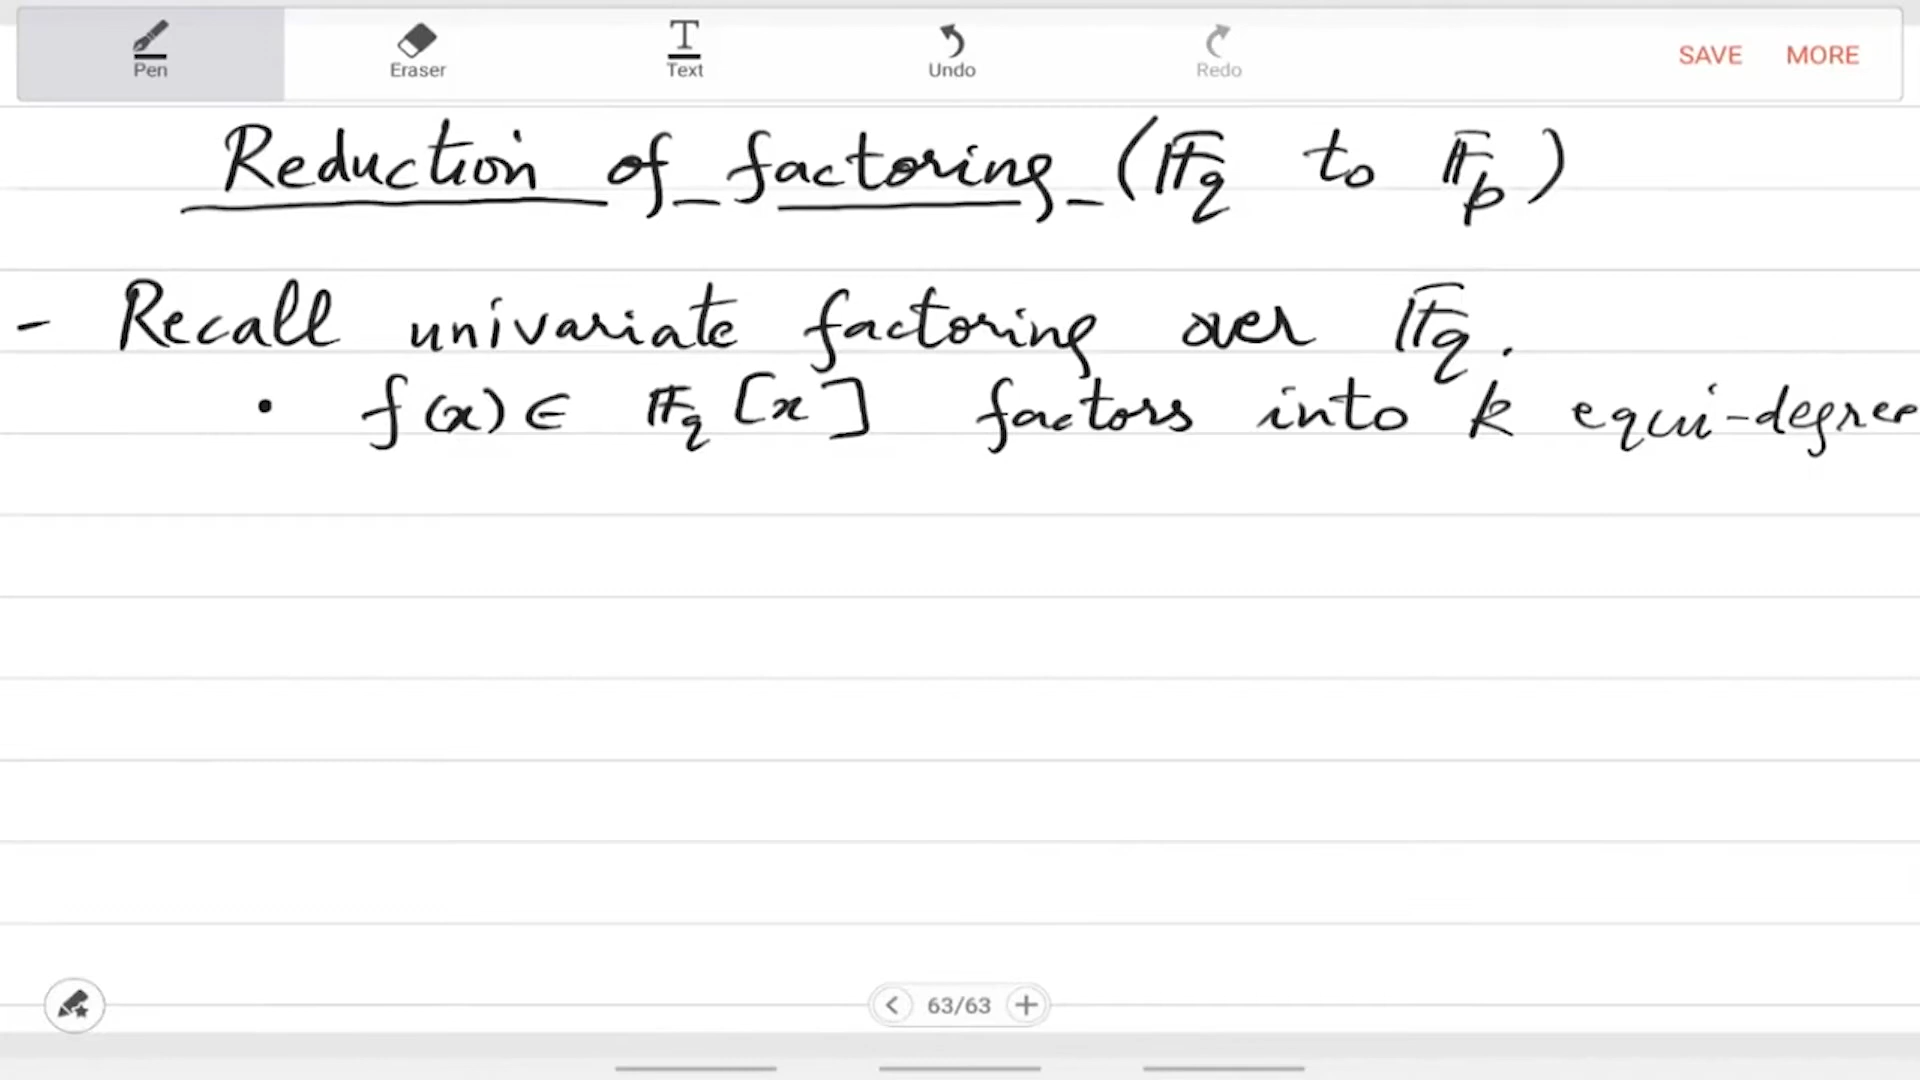 Pen Eraser Text Undo Redo SAVE MORE
Reduction of factoring (𝔽q to 𝔽p)
- Recall univariate factoring over 𝔽q.
• f(x) ∈ 𝔽q[x] factors into k equi-degree
63/63